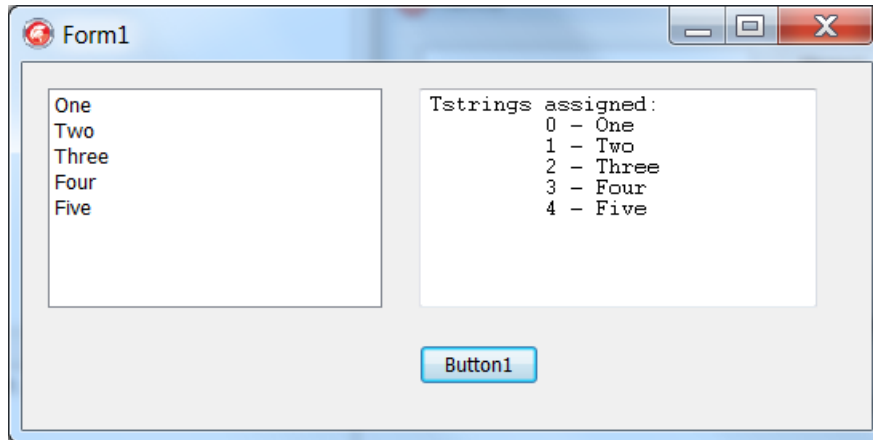 Form1
One
Two
Three
Four
Five
Tstrings assigned:
0 - One
1 - Two
2 - Three
3 - Four
4 - Five
Button1